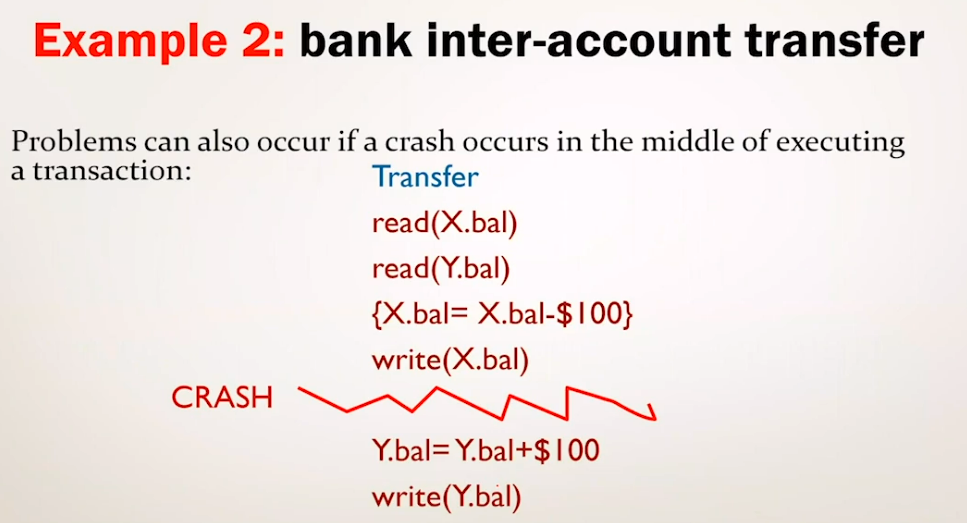 Example 2: bank inter-account transfer
Problems can also occur if a crash occurs in the middle of executing
a transaction:
Transfer
read(X.bal)
read(Y.bal)
{X.bal= X.bal-$100}
write(X.bal)
CRASH
Y.bal= Y.bal+$100
write(Y.bal)